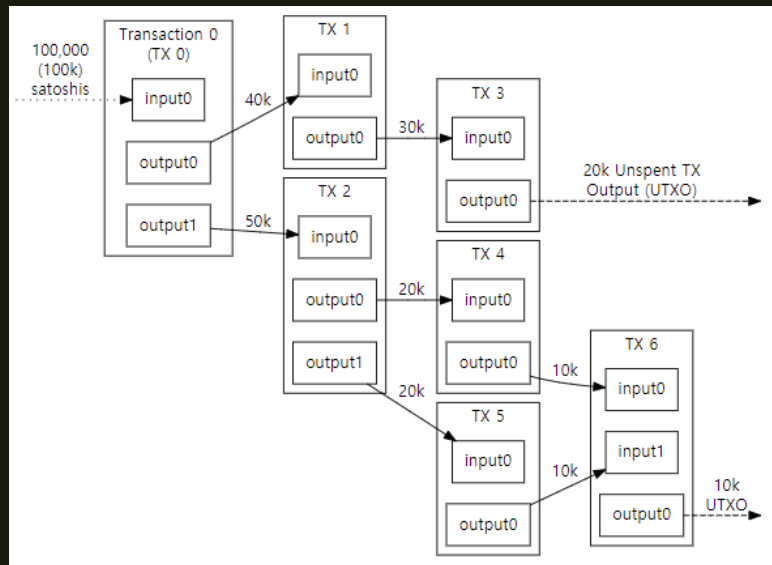 100,000
(100k)
satoshis
Transaction 0
(TX 0)
input0
output0
output1
40k
50k
TX 1
input0
output0
30k
TX 2
input0
output0
output1
20k
20k
TX 3
input0
output0
20k Unspent TX
Output (UTXO)
TX 4
input0
output0
10k
TX 5
input0
output0
10k
TX 6
input0
input1
output0
10k
UTXO